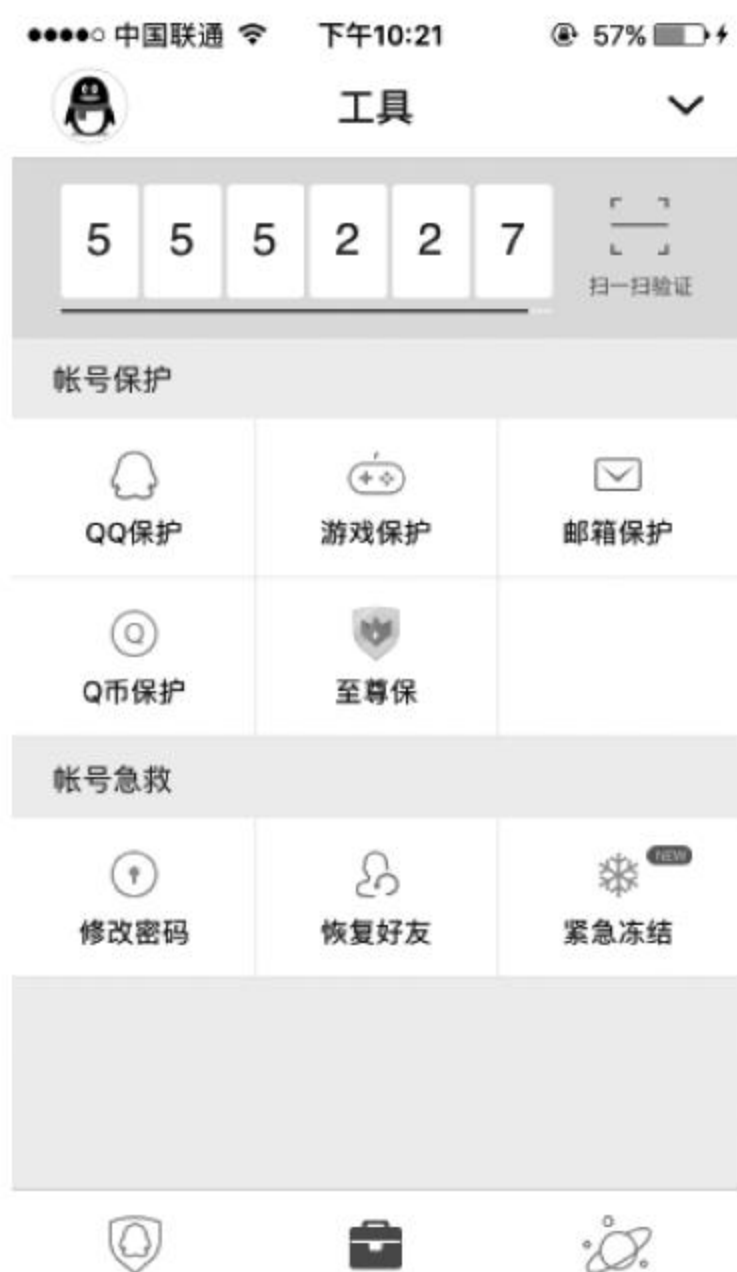 中国联通 下午10:21 57%
工具
5 5 5 2 2 7
扫一扫验证
帐号保护
QQ保护 游戏保护 邮箱保护
Q
Q币保护 至尊保
帐号急救
NEW
修改密码 恢复好友 紧急冻结